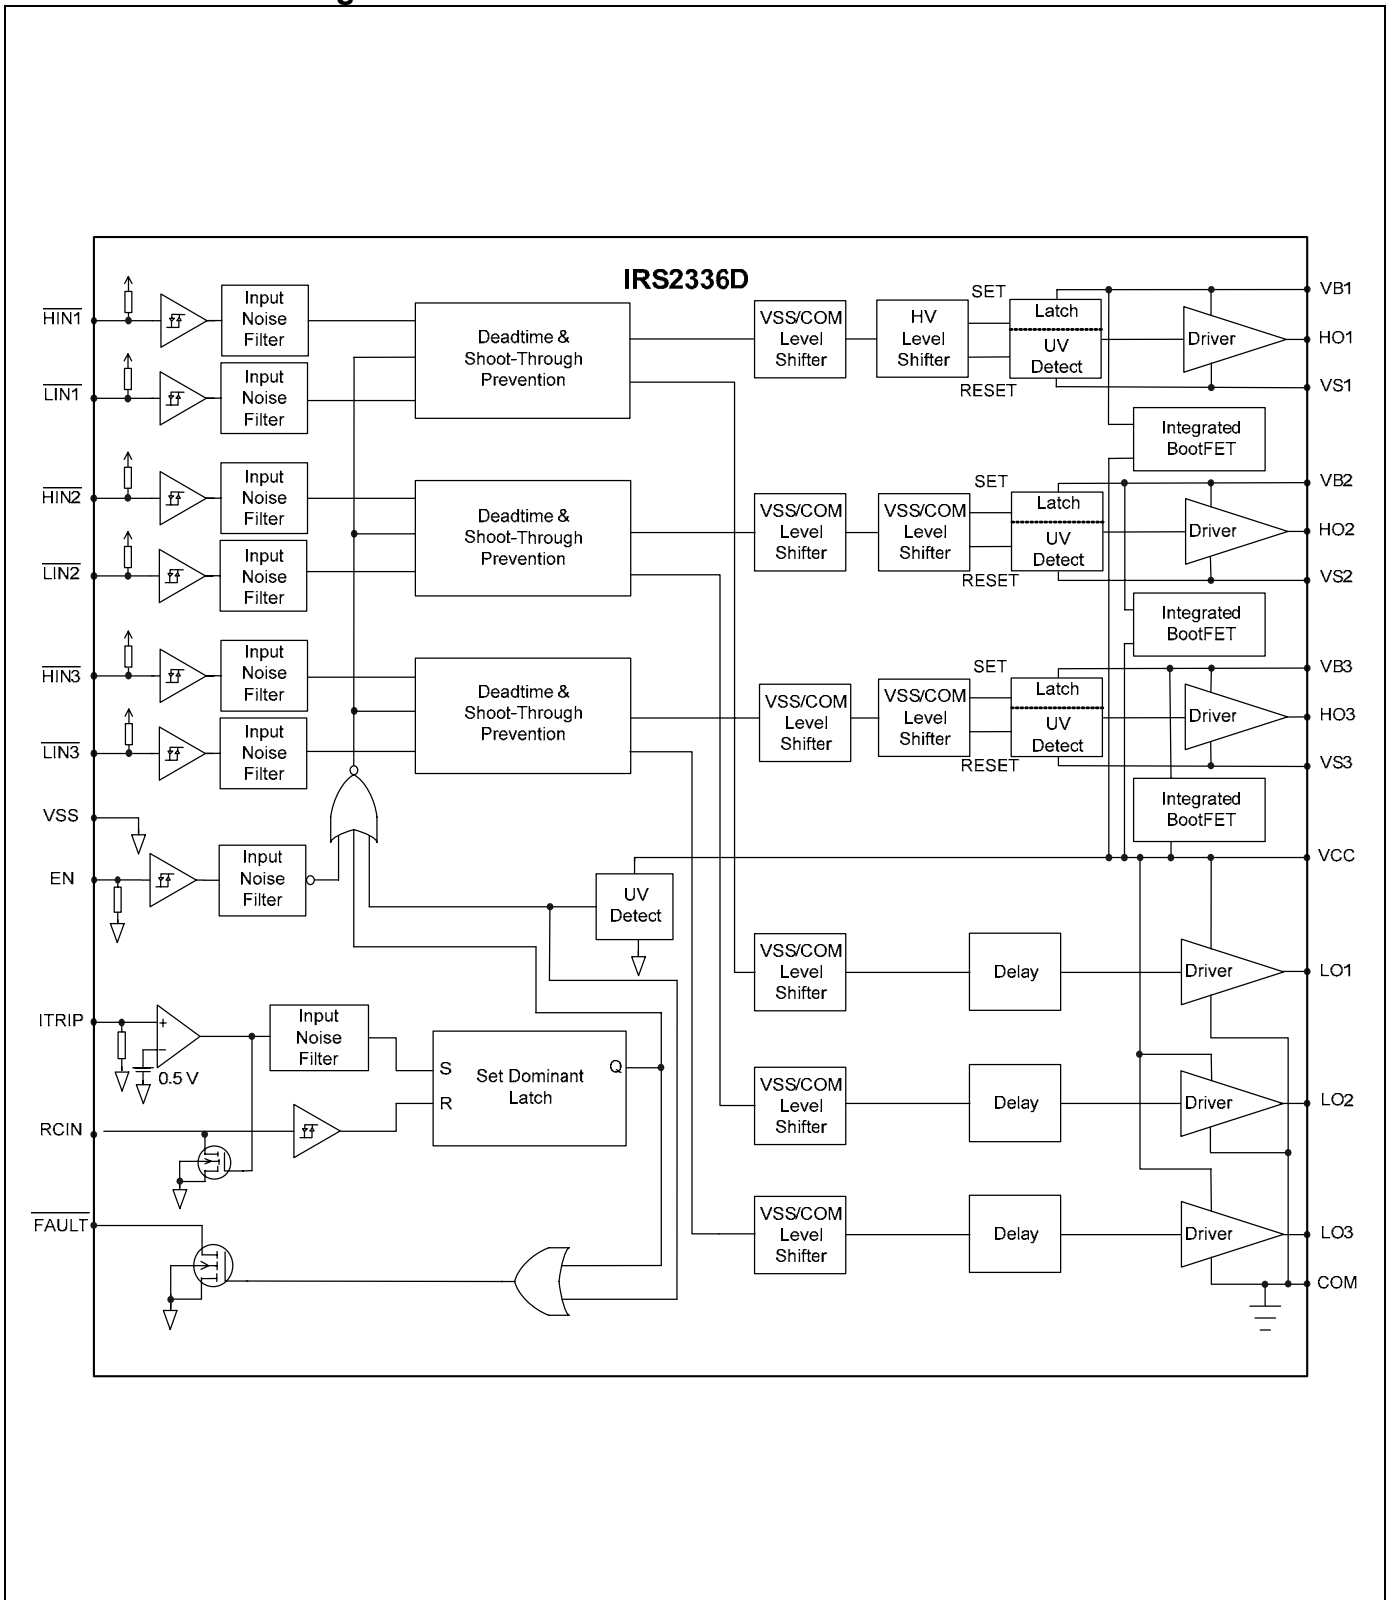 IRS2336D
HIN1
Input
Noise
Filter
LIN1
Input
Noise
Filter
Deadtime &
Shoot-Through
Prevention
VSS/COM
Level
Shifter
HV
Level
Shifter
SET
RESET
Latch
UV
Detect
Driver
VB1
HO1
VS1
Integrated
BootFET
HIN2
Input
Noise
Filter
LIN2
Input
Noise
Filter
Deadtime &
Shoot-Through
Prevention
VSS/COM
Level
Shifter
VSS/COM
Level
Shifter
SET
RESET
Latch
UV
Detect
Driver
VB2
HO2
VS2
Integrated
BootFET
HIN3
Input
Noise
Filter
LIN3
Input
Noise
Filter
Deadtime &
Shoot-Through
Prevention
VSS/COM
Level
Shifter
VSS/COM
Level
Shifter
SET
RESET
Latch
UV
Detect
Driver
VB3
HO3
VS3
Integrated
BootFET
VSS
VCC
EN
Input
Noise
Filter
UV
Detect
VSS/COM
Level
Shifter
Delay
Driver
LO1
ITRIP
+
−
0.5 V
Input
Noise
Filter
S
R
Q
Set Dominant
Latch
RCIN
VSS/COM
Level
Shifter
Delay
Driver
LO2
FAULT
VSS/COM
Level
Shifter
Delay
Driver
LO3
COM